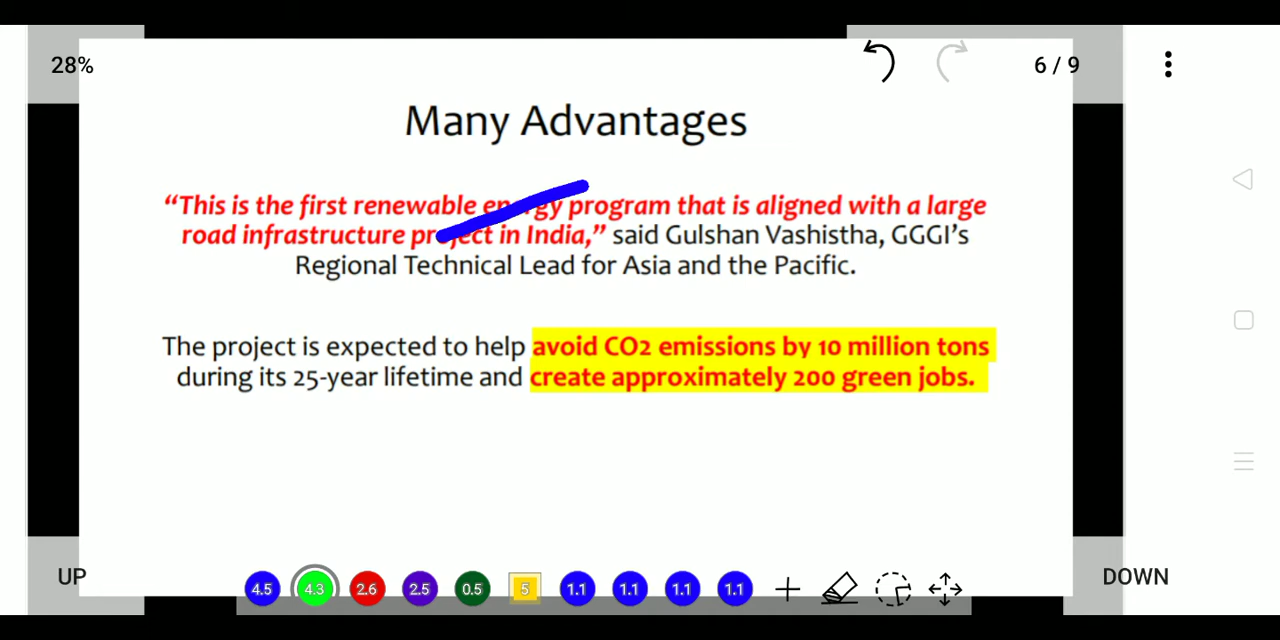 28%
6 / 9
Many Advantages
“This is the first renewable energy program that is aligned with a large
road infrastructure project in India,” said Gulshan Vashistha, GGGI’s
Regional Technical Lead for Asia and the Pacific.
The project is expected to help avoid CO2 emissions by 10 million tons
during its 25-year lifetime and create approximately 200 green jobs.
UP
DOWN
4.5 4.3 2.6 2.5 0.5 5 1.1 1.1 1.1 1.1